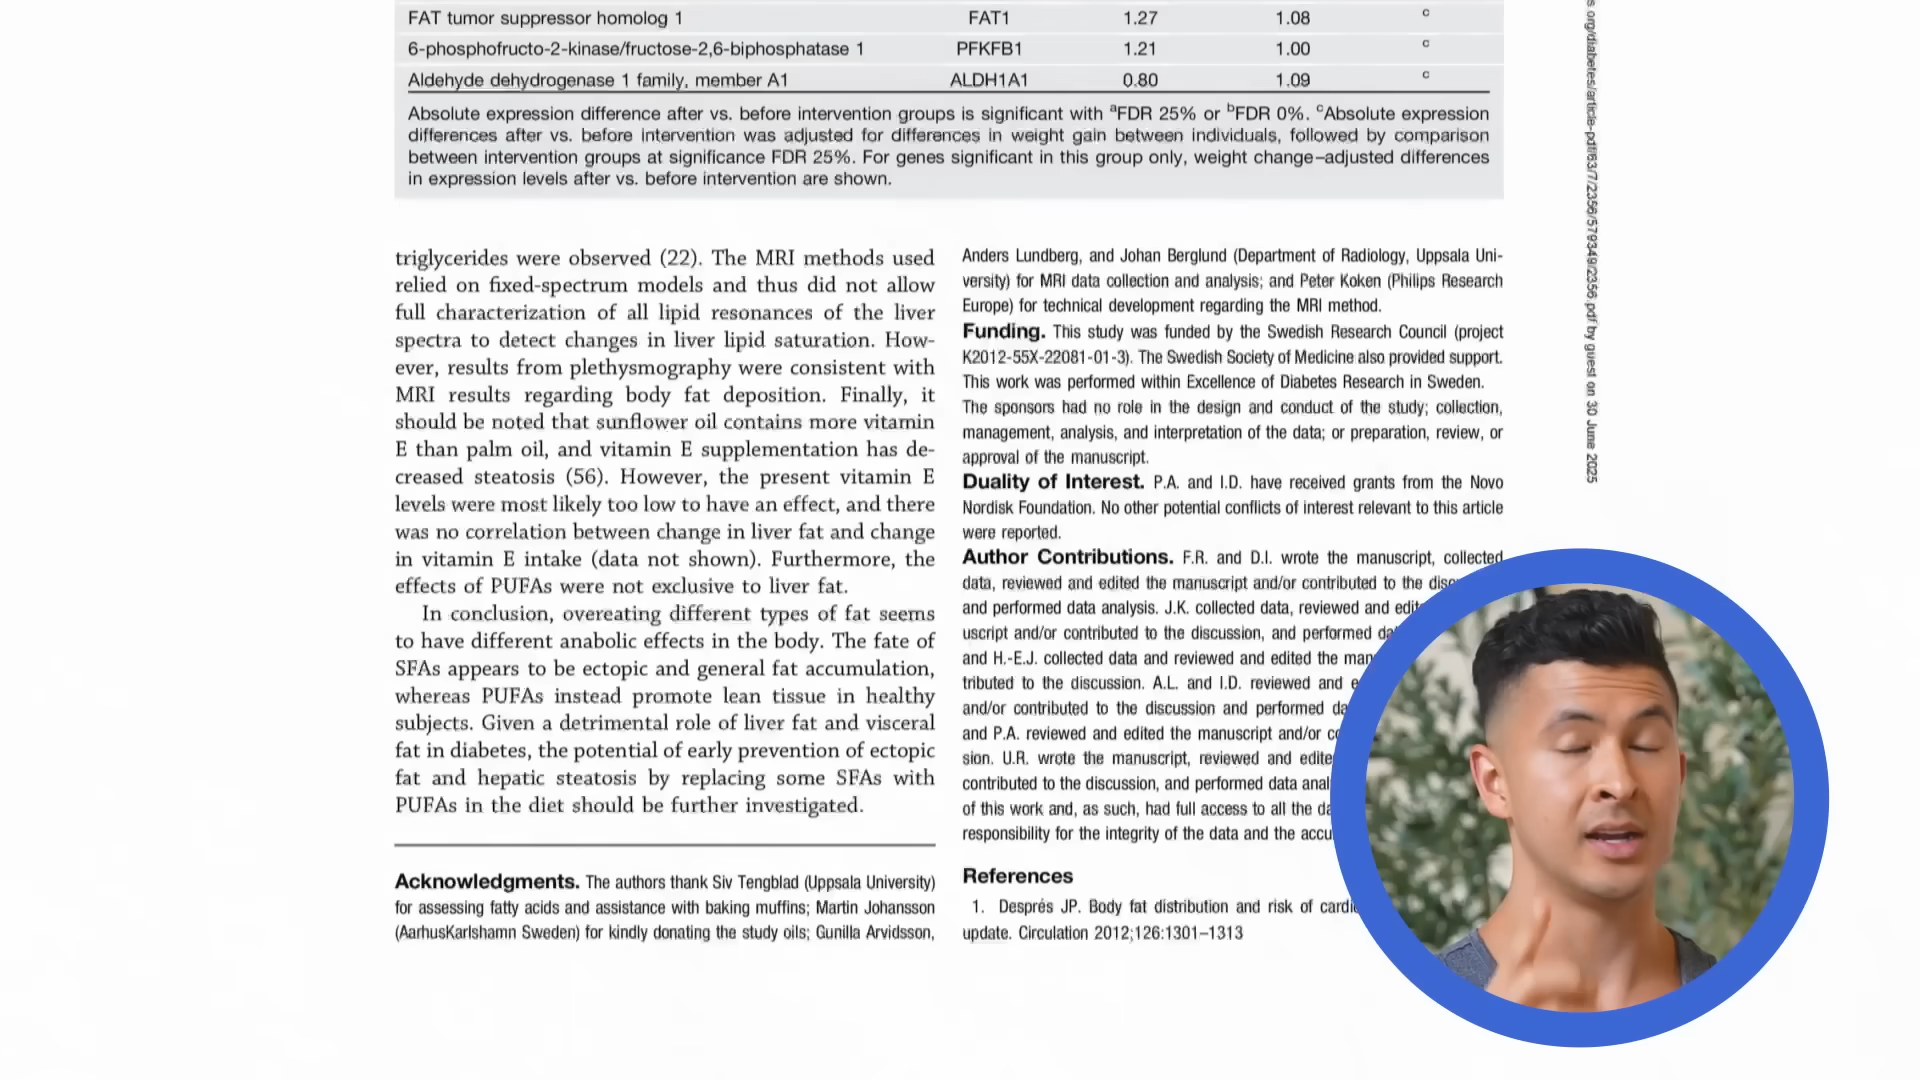 FAT tumor suppressor homolog 1 FAT1 1.27 1.08 c
6-phosphofructo-2-kinase/fructose-2,6-biphosphatase 1 PFKFB1 1.21 1.00 c
Aldehyde dehydrogenase 1 family, member A1 ALDH1A1 0.80 1.09 c
Absolute expression difference after vs. before intervention groups is significant with aFDR 25% or bFDR 0%. cAbsolute expression
differences after vs. before intervention was adjusted for differences in weight gain between individuals, followed by comparison
between intervention groups at significance FDR 25%. For genes significant in this group only, weight change–adjusted differences
in expression levels after vs. before intervention are shown.
triglycerides were observed (22). The MRI methods used
relied on fixed-spectrum models and thus did not allow
full characterization of all lipid resonances of the liver
spectra to detect changes in liver lipid saturation. How-
ever, results from plethysmography were consistent with
MRI results regarding body fat deposition. Finally, it
should be noted that sunflower oil contains more vitamin
E than palm oil, and vitamin E supplementation has de-
creased steatosis (56). However, the present vitamin E
levels were most likely too low to have an effect, and there
was no correlation between change in liver fat and change
in vitamin E intake (data not shown). Furthermore, the
effects of PUFAs were not exclusive to liver fat.
In conclusion, overeating different types of fat seems
to have different anabolic effects in the body. The fate of
SFAs appears to be ectopic and general fat accumulation,
whereas PUFAs instead promote lean tissue in healthy
subjects. Given a detrimental role of liver fat and visceral
fat in diabetes, the potential of early prevention of ectopic
fat and hepatic steatosis by replacing some SFAs with
PUFAs in the diet should be further investigated.
Acknowledgments. The authors thank Siv Tengblad (Uppsala University)
for assessing fatty acids and assistance with baking muffins; Martin Johansson
(AarhusKarlshamn Sweden) for kindly donating the study oils; Gunilla Arvidsson,
Anders Lundberg, and Johan Berglund (Department of Radiology, Uppsala Uni-
versity) for MRI data collection and analysis; and Peter Koken (Philips Research
Europe) for technical development regarding the MRI method.
Funding. This study was funded by the Swedish Research Council (project
K2012-55X-22081-01-3). The Swedish Society of Medicine also provided support.
This work was performed within Excellence of Diabetes Research in Sweden.
The sponsors had no role in the design and conduct of the study; collection,
management, analysis, and interpretation of the data; or preparation, review, or
approval of the manuscript.
Duality of Interest. P.A. and I.D. have received grants from the Novo
Nordisk Foundation. No other potential conflicts of interest relevant to this article
were reported.
Author Contributions. F.R. and D.I. wrote the manuscript, collected
data, reviewed and edited the manuscript and/or contributed to the
and performed data analysis. J.K. collected data, reviewed and
uscript and/or contributed to the discussion, and performed
and H.-E.J. collected data and reviewed and edited the
tributed to the discussion. A.L. and I.D. reviewed and
and/or contributed to the discussion and performed
and P.A. reviewed and edited the manuscript and/or
sion. U.R. wrote the manuscript, reviewed and
contributed to the discussion, and performed data
of this work and, as such, had full access to all the
responsibility for the integrity of the data and the
References
1. Després JP. Body fat distribution and risk of
update. Circulation 2012;126:1301–1313
s.org/diabetes/article-pdf/63/7/2356/579349/2356.pdf by guest on 30 June 2025